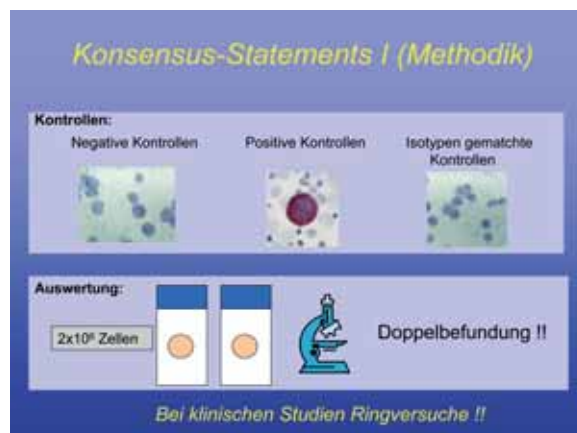 Konsensus-Statements I (Methodik)
Kontrollen:
Negative Kontrollen
Positive Kontrollen
Isotypen gematchte
Kontrollen
Auswertung:
2x10⁶ Zellen
Doppelbefundung !!
Bei klinischen Studien Ringversuche !!